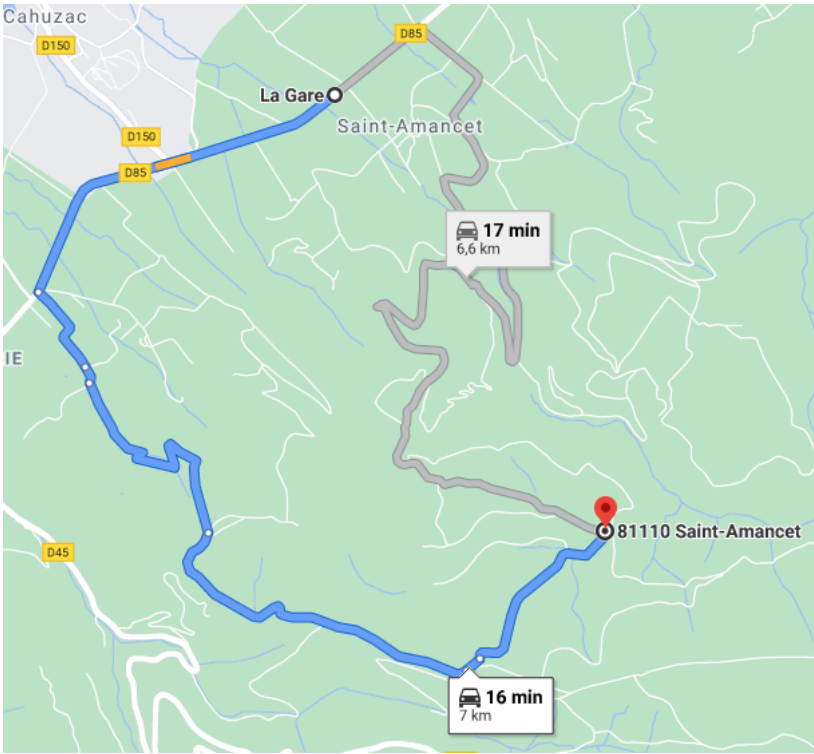 Cahuzac
D85
D150
La Gare
Saint-Amancet
D150
D85
17 min
6,6 km
IE
81110 Saint-Amancet
D45
16 min
7 km